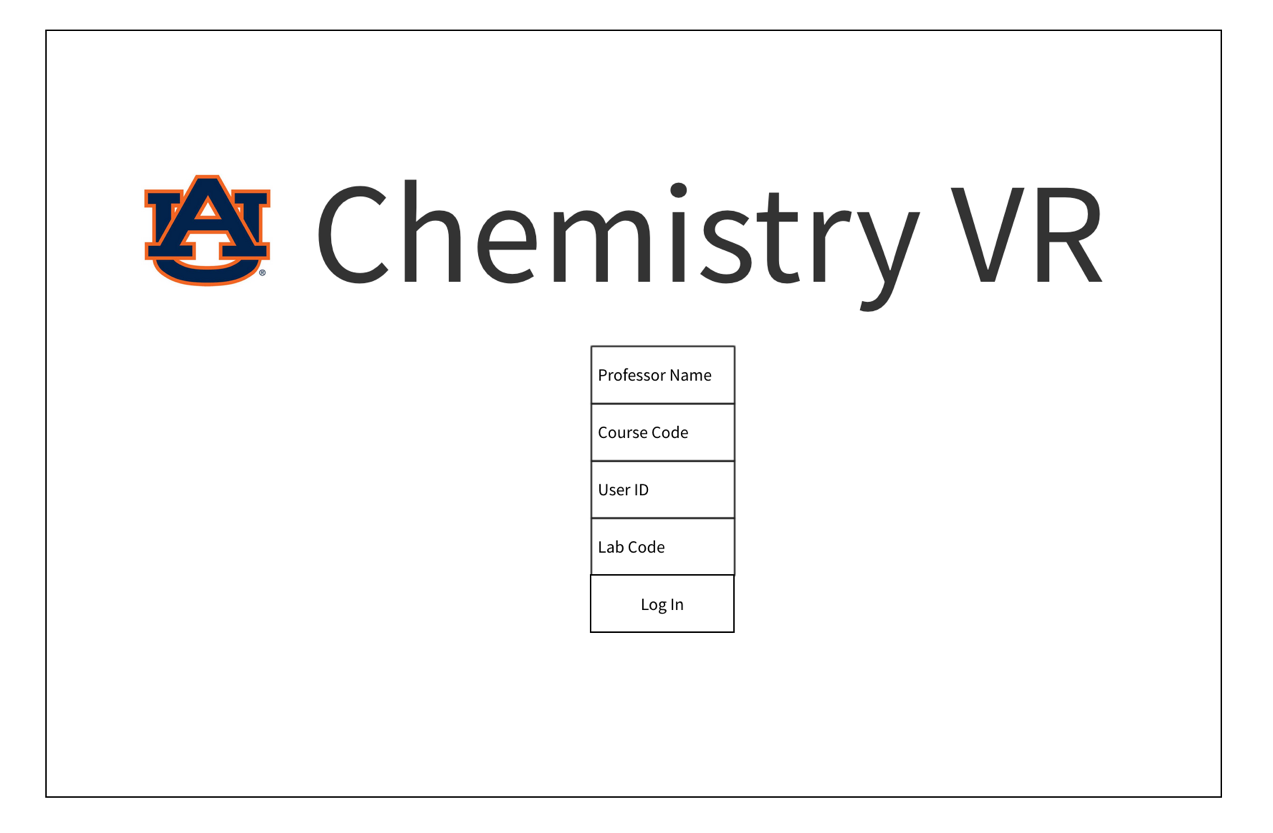 AU ®
Chemistry VR
Professor Name
Course Code
User ID
Lab Code
Log In